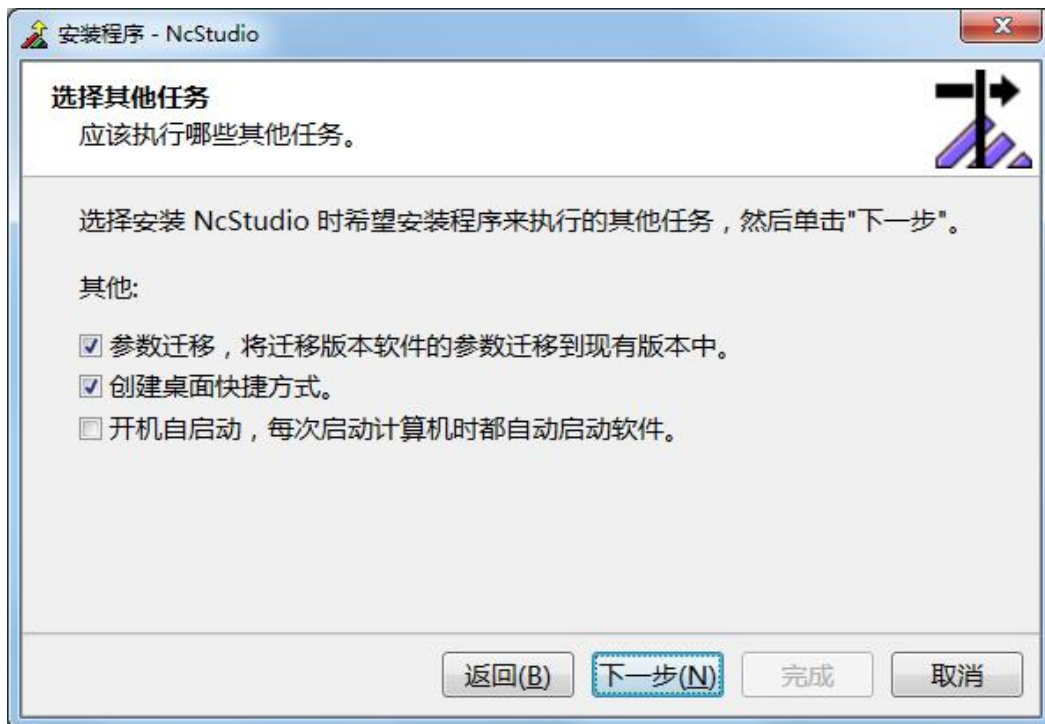 安装程序 - NcStudio
选择其他任务
应该执行哪些其他任务。
选择安装 NcStudio 时希望安装程序来执行的其他任务，然后单击"下一步"。
其他:
参数迁移，将迁移版本软件的参数迁移到现有版本中。
创建桌面快捷方式。
开机自启动，每次启动计算机时都自动启动软件。
返回(B) 下一步(N) 完成 取消